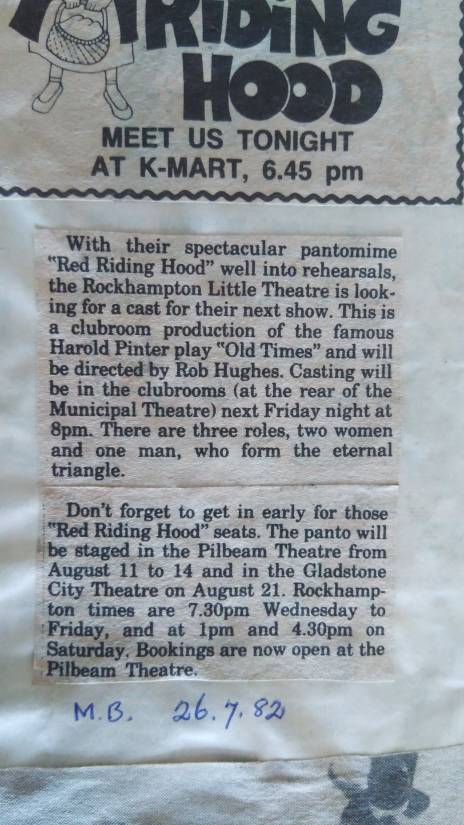 RIDING
HOOD
MEET US TONIGHT
AT K-MART, 6.45 pm
With their spectacular pantomime
"Red Riding Hood" well into rehearsals,
the Rockhampton Little Theatre is look-
ing for a cast for their next show. This is
a clubroom production of the famous
Harold Pinter play "Old Times" and will
be directed by Rob Hughes. Casting will
be in the clubrooms (at the rear of the
Municipal Theatre) next Friday night at
8pm. There are three roles, two women
and one man, who form the eternal
triangle.
Don't forget to get in early for those
"Red Riding Hood" seats. The panto will
be staged in the Pilbeam Theatre from
August 11 to 14 and in the Gladstone
City Theatre on August 21. Rockhamp-
ton times are 7.30pm Wednesday to
Friday, and at 1pm and 4.30pm on
Saturday. Bookings are now open at the
Pilbeam Theatre.
M.B. 26.7.82